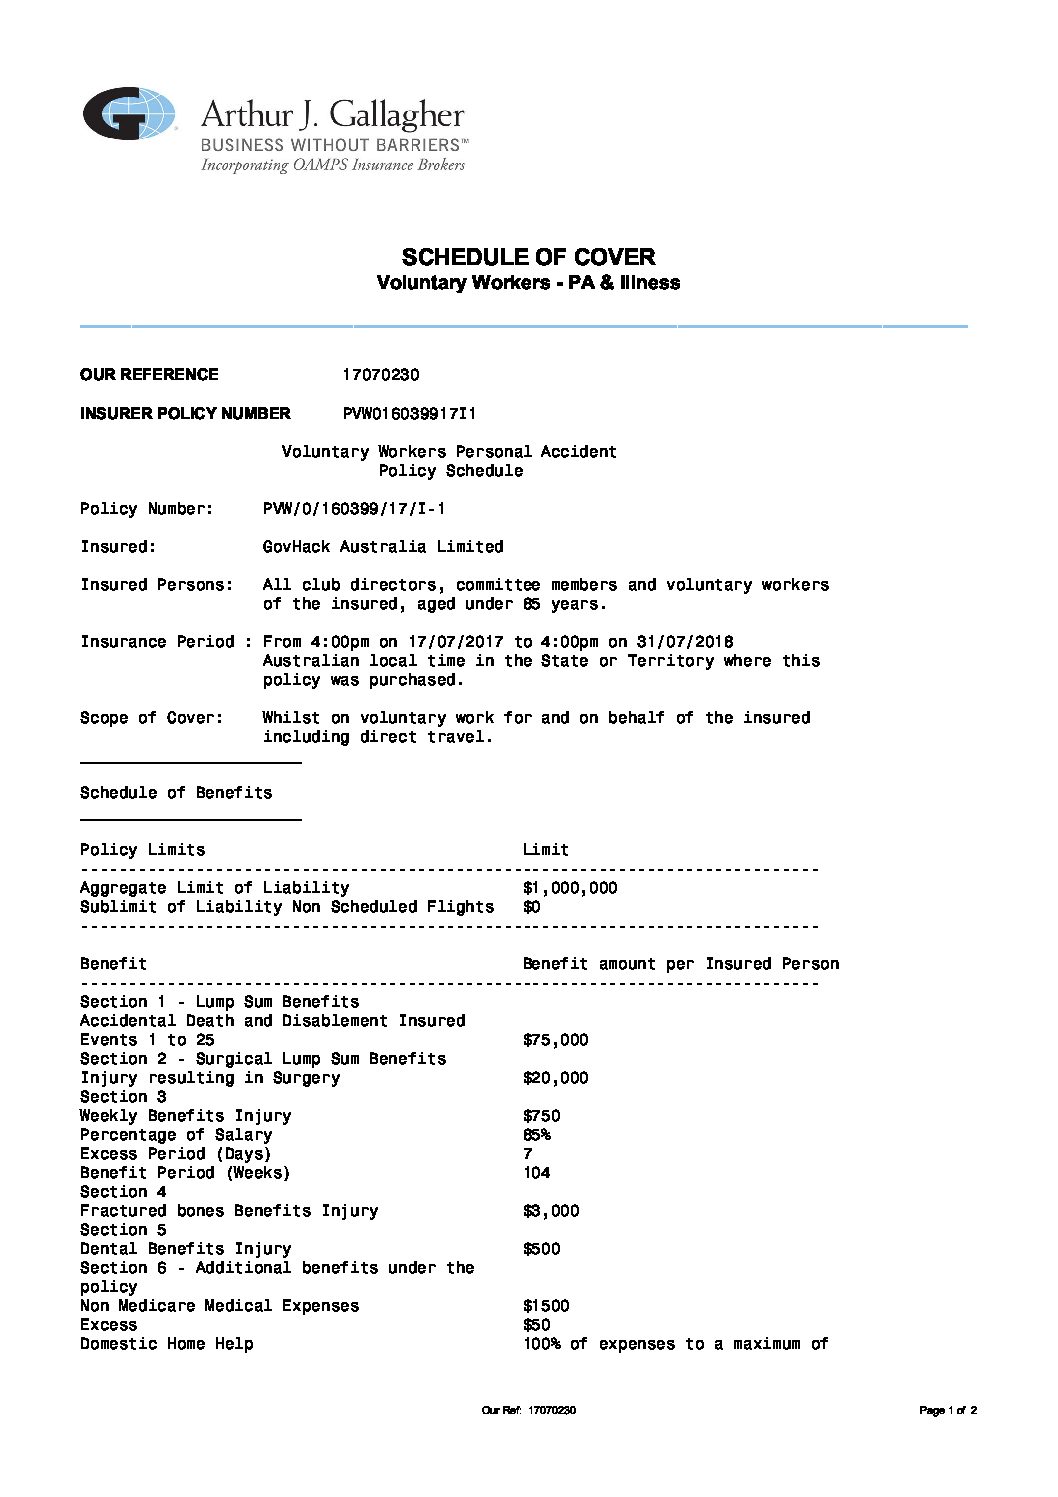 Arthur J. Gallagher
BUSINESS WITHOUT BARRIERS™
Incorporating OAMPS Insurance Brokers
SCHEDULE OF COVER
Voluntary Workers - PA & Illness
OUR REFERENCE 17070230
INSURER POLICY NUMBER PVW016039917I1
Voluntary Workers Personal Accident
Policy Schedule
Policy Number: PVW/0/160399/17/I-1
Insured: GovHack Australia Limited
Insured Persons: All club directors, committee members and voluntary workers
of the insured, aged under years.
Insurance Period : From 4:00pm on 17/07/2017 to 4:00pm on 31/07/2018
Australian local time in the State or Territory where this
policy was purchased.
Scope of Cover: Whilst on voluntary work for and on behalf of the insured
including direct travel.
Schedule of Benefits
Policy Limits Limit
--------------------------------------------------------------------------------
Aggregate Limit of Liability $1,000,000
Sublimit of Liability Non Scheduled Flights $0
--------------------------------------------------------------------------------
Benefit Benefit amount per Insured Person
--------------------------------------------------------------------------------
Section 1 - Lump Sum Benefits
Accidental Death and Disablement Insured
Events 1 to 25 $75,000
Section 2 - Surgical Lump Sum Benefits
Injury resulting in Surgery $20,000
Section 3
Weekly Benefits Injury $750
Percentage of Salary
Excess Period (Days) 7
Benefit Period (Weeks) 104
Section 4
Fractured bones Benefits Injury $3,000
Section 5
Dental Benefits Injury $500
Section 6 - Additional benefits under the
policy
Non Medicare Medical Expenses $1500
Excess $50
Domestic Home Help 100% of expenses to a maximum of
Our Ref: 17070230 Page 1 of 2